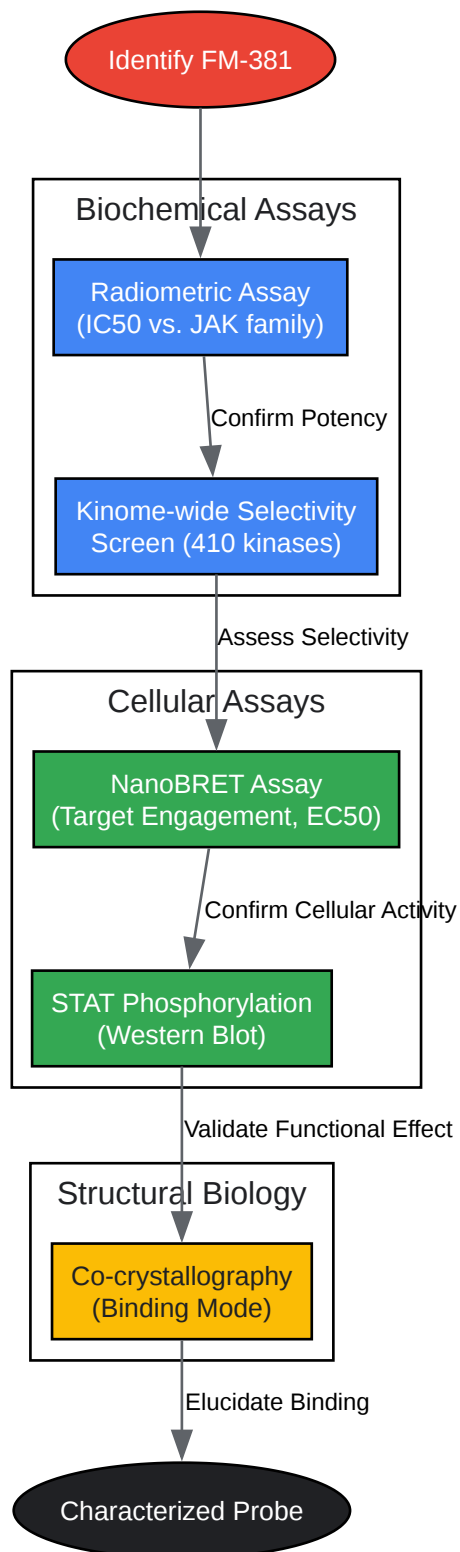 Identify FM-381
Biochemical Assays
Radiometric Assay
(IC50 vs. JAK family)
Confirm Potency
Kinome-wide Selectivity
Screen (410 kinases)
Assess Selectivity
Cellular Assays
NanoBRET Assay
(Target Engagement, EC50)
Confirm Cellular Activity
STAT Phosphorylation
(Western Blot)
Validate Functional Effect
Structural Biology
Co-crystallography
(Binding Mode)
Elucidate Binding
Characterized Probe